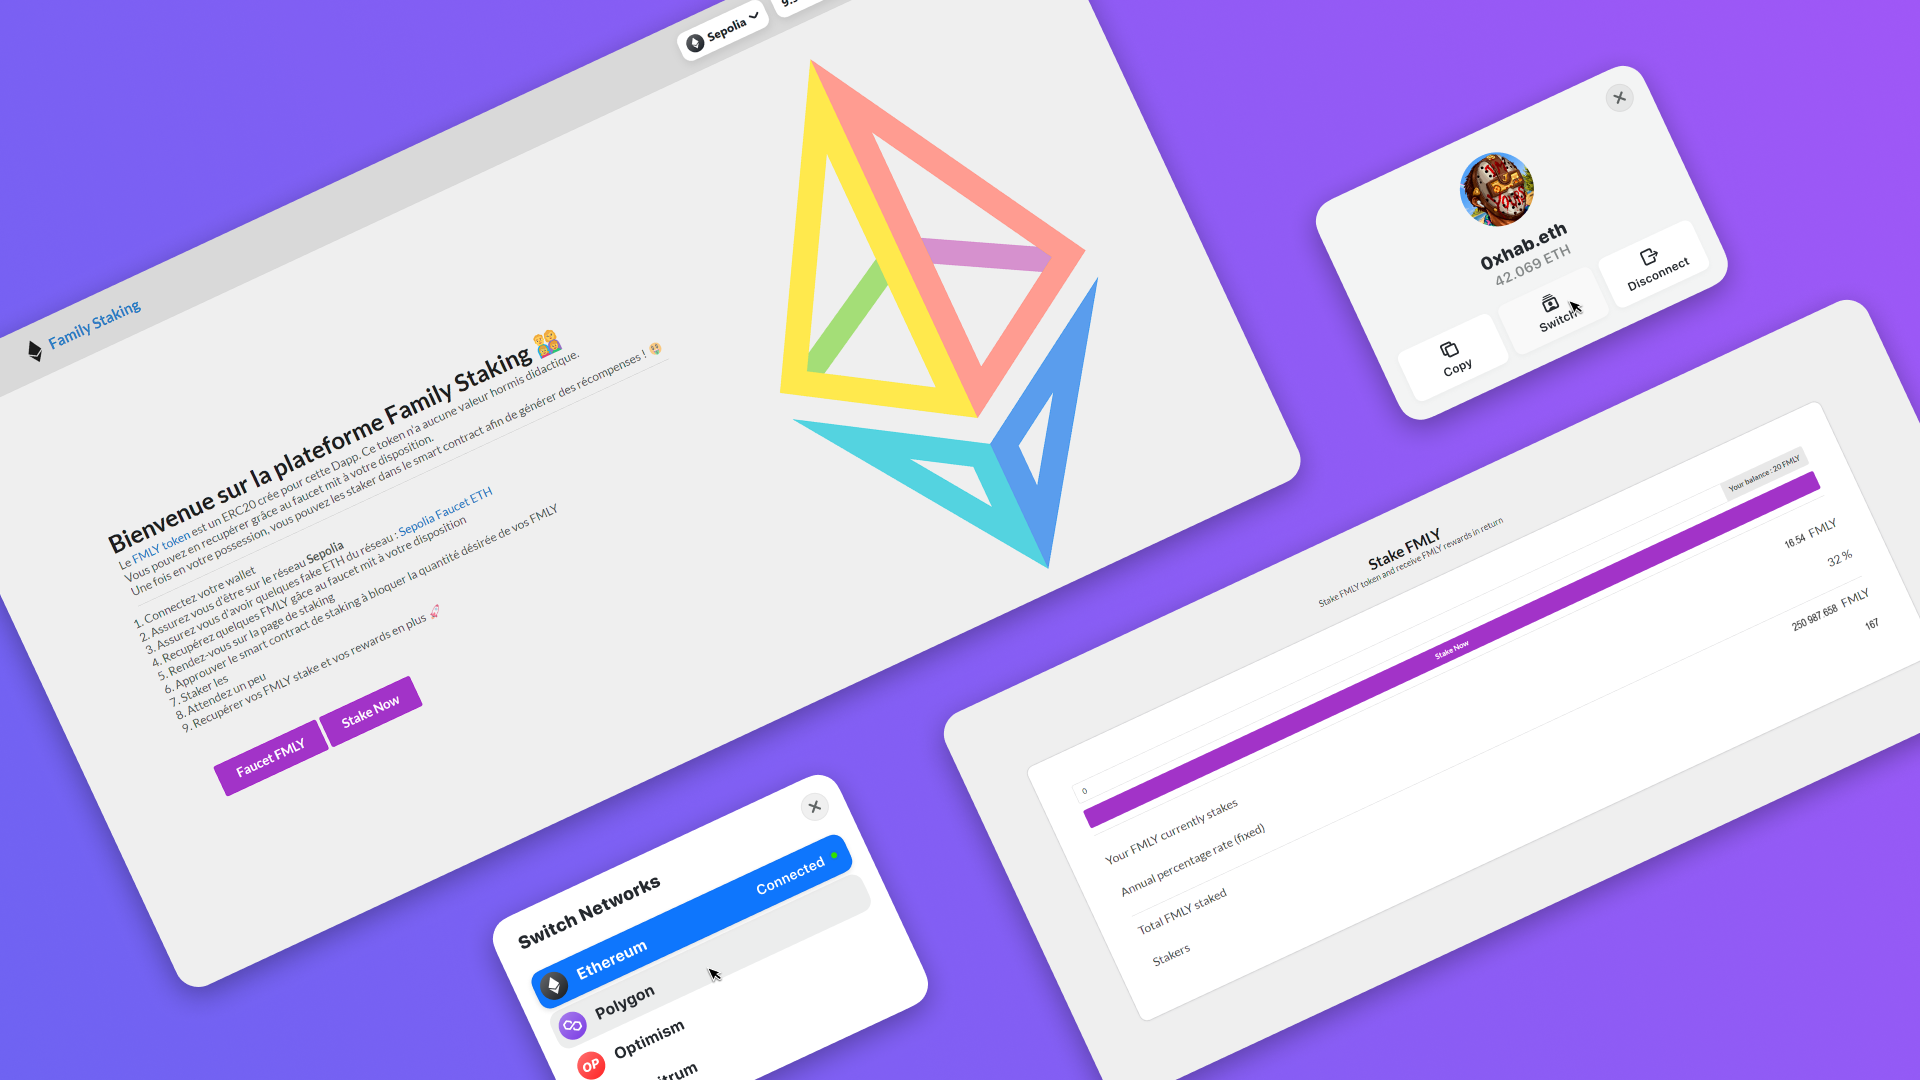 Sepolia
Family Staking
Bienvenue sur la plateforme Family Staking
Le FMLY token est un ERC20 crée pour cette Dapp. Ce token n'a aucune valeur hormis didactique.
Vous pouvez en recupérer grâce au faucet mit à votre disposition.
Une fois en votre possession, vous pouvez les staker dans le smart contract afin de générer des récompenses !
1. Connectez votre wallet
2. Assurez vous d'être sur le réseau Sepolia
3. Assurez vous d'avoir quelques fake ETH du réseau : Sepolia Faucet ETH
4. Recupérez quelques FMLY gâce au faucet mit à votre disposition
5. Rendez-vous sur la page de staking
6. Approuver le smart contract de staking à bloquer la quantité désirée de vos FMLY
7. Staker les
8. Attendez un peu
9. Recupérer vos FMLY stake et vos rewards en plus
Faucet FMLY
Stake Now
0xhab.eth
42.069 ETH
Copy
Switch
Disconnect
Switch Networks
Ethereum
Connected
Polygon
OP
Optimism
Stake FMLY
Stake FMLY token and receive FMLY rewards in return
Your balance : 20 FMLY
0
Stake Now
Your FMLY currently stakes
16.54 FMLY
Annual percentage rate (fixed)
32 %
Total FMLY staked
250 987.658 FMLY
Stakers
167